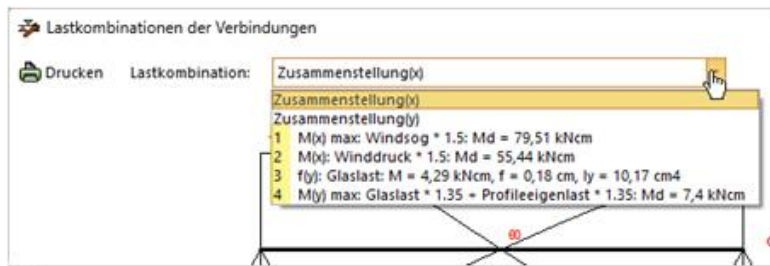 Lastkombinationen der Verbindungen
Drucken Lastkombination: Zusammenstellung(x)
Zusammenstellung(x)
Zusammenstellung(y)
1 M(x) max: Windsog * 1.5: Md = 79,51 kNcm
2 M(x): Winddruck * 1.5: Md = 55,44 kNcm
3 f(y): Glaslast: M = 4,29 kNcm, f = 0,18 cm, Iy = 10,17 cm4
4 M(y) max: Glaslast * 1.35 + Profileeigenlast * 1.35: Md = 7,4 kNcm